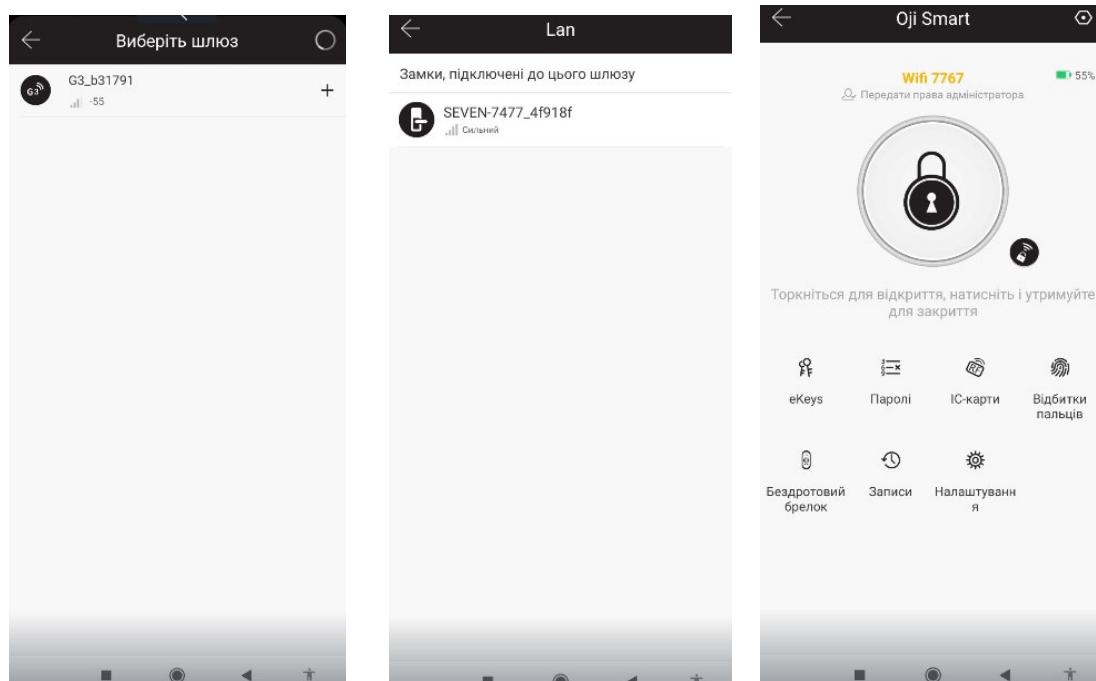 Виберіть шлюз
G3
G3_b31791
-55
Lan
Замки, підключені до цього шлюзу
SEVEN-7477_4f918f
Сильний
Oji Smart
Wifi 7767
55%
Передати права адміністратора
Торкніться для відкриття, натисніть і утримуйте
для закриття
eKeys
Паролі
IC-карти
Відбитки
пальців
Бездротовий
брелок
Записи
Налаштуванн
я